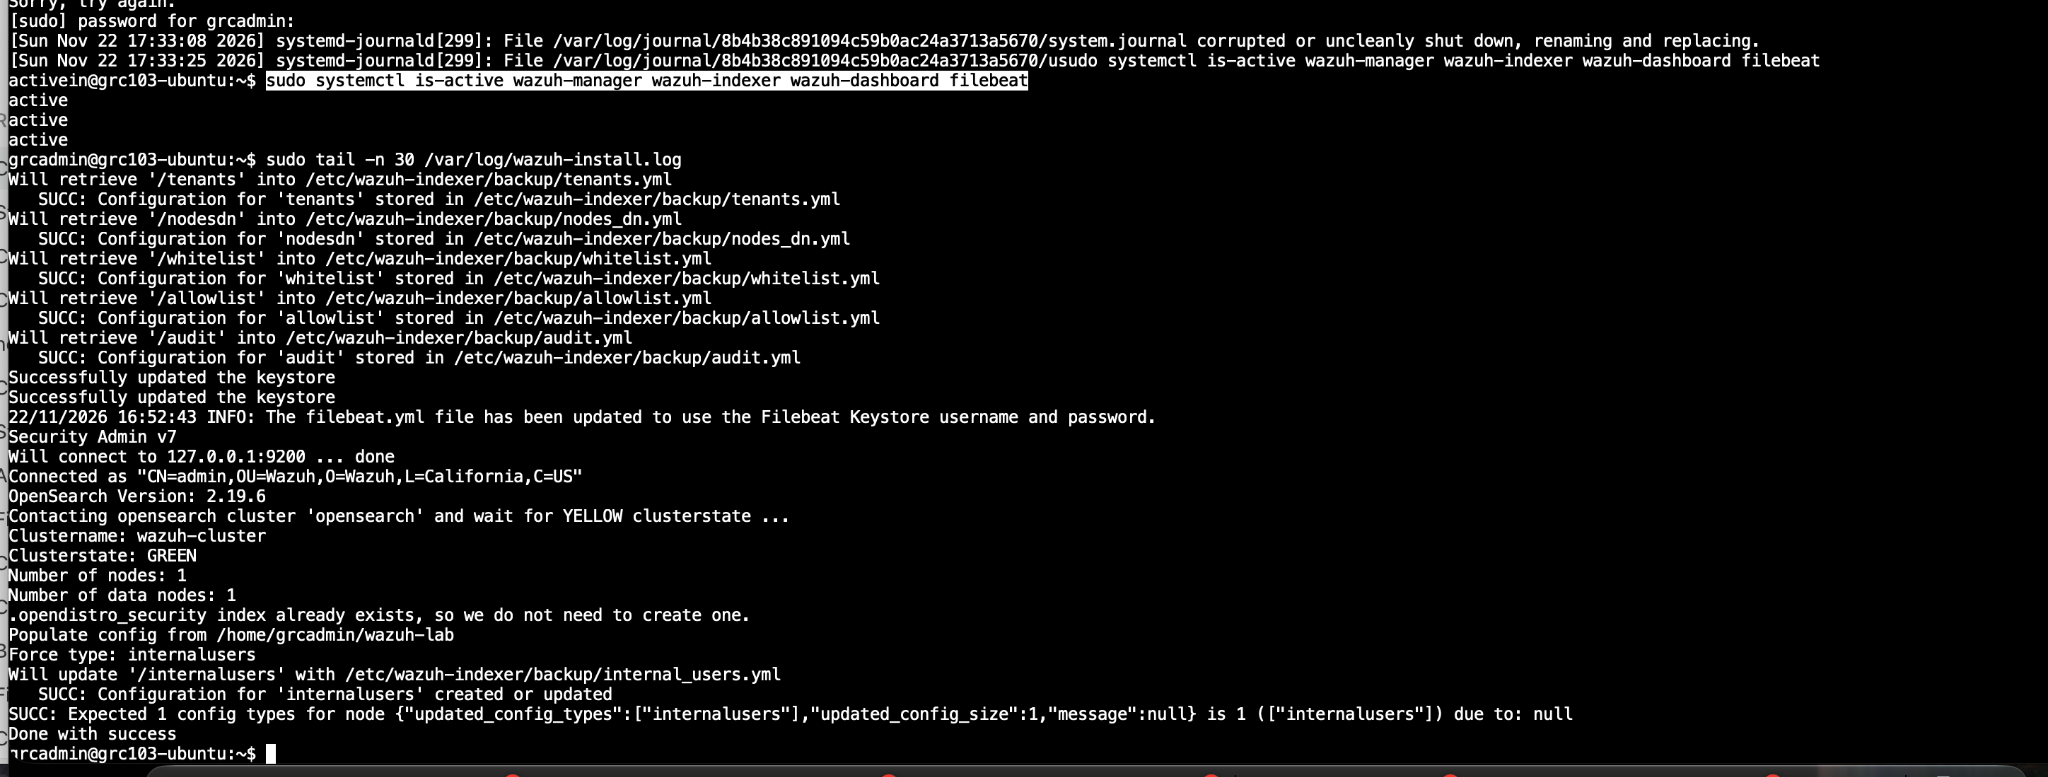 Sorry, try again.
[sudo] password for grcadmin:
[Sun Nov 22 17:33:08 2026] systemd-journald[299]: File /var/log/journal/8b4b38c891094c59b0ac24a3713a5670/system.journal corrupted or uncleanly shut down, renaming and replacing.
[Sun Nov 22 17:33:25 2026] systemd-journald[299]: File /var/log/journal/8b4b38c891094c59b0ac24a3713a5670/usudo systemctl is-active wazuh-manager wazuh-indexer wazuh-dashboard filebeat
activein@grc103-ubuntu:~$ sudo systemctl is-active wazuh-manager wazuh-indexer wazuh-dashboard filebeat
active
active
active
grcadmin@grc103-ubuntu:~$ sudo tail -n 30 /var/log/wazuh-install.log
Will retrieve '/tenants' into /etc/wazuh-indexer/backup/tenants.yml
   SUCC: Configuration for 'tenants' stored in /etc/wazuh-indexer/backup/tenants.yml
Will retrieve '/nodesdn' into /etc/wazuh-indexer/backup/nodes_dn.yml
   SUCC: Configuration for 'nodesdn' stored in /etc/wazuh-indexer/backup/nodes_dn.yml
Will retrieve '/whitelist' into /etc/wazuh-indexer/backup/whitelist.yml
   SUCC: Configuration for 'whitelist' stored in /etc/wazuh-indexer/backup/whitelist.yml
Will retrieve '/allowlist' into /etc/wazuh-indexer/backup/allowlist.yml
   SUCC: Configuration for 'allowlist' stored in /etc/wazuh-indexer/backup/allowlist.yml
Will retrieve '/audit' into /etc/wazuh-indexer/backup/audit.yml
   SUCC: Configuration for 'audit' stored in /etc/wazuh-indexer/backup/audit.yml
Successfully updated the keystore
Successfully updated the keystore
22/11/2026 16:52:43 INFO: The filebeat.yml file has been updated to use the Filebeat Keystore username and password.
Security Admin v7
Will connect to 127.0.0.1:9200 ... done
Connected as "CN=admin,OU=Wazuh,O=Wazuh,L=California,C=US"
OpenSearch Version: 2.19.6
Contacting opensearch cluster 'opensearch' and wait for YELLOW clusterstate ...
Clustername: wazuh-cluster
Clusterstate: GREEN
Number of nodes: 1
Number of data nodes: 1
.opendistro_security index already exists, so we do not need to create one.
Populate config from /home/grcadmin/wazuh-lab
Force type: internalusers
Will update '/internalusers' with /etc/wazuh-indexer/backup/internal_users.yml
   SUCC: Configuration for 'internalusers' created or updated
SUCC: Expected 1 config types for node {"updated_config_types":["internalusers"],"updated_config_size":1,"message":null} is 1 (["internalusers"]) due to: null
Done with success
grcadmin@grc103-ubuntu:~$